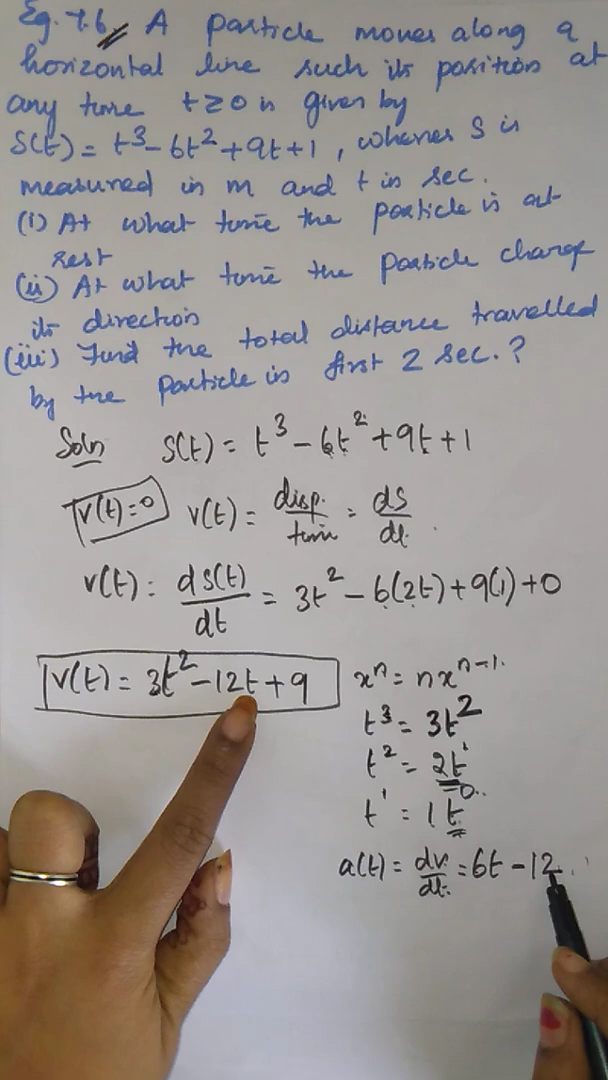 Eg. 7.6 A particle moves along a
horizontal line such its position at
any time t≥0 is given by
S(t) = t³ - 6t² + 9t + 1, wheres S is
measured in m and t in sec.
(i) At what time the particle is at
rest
(ii) At what time the particle change
its direction
(iii) Find the total distance travelled
by the particle in first 2 sec.?
Soln S(t) = t³ - 6t² + 9t + 1
V(t)=0 V(t) = disp./time = ds/dt.
V(t): ds(t)/dt = 3t² - 6(2t) + 9(1) + 0
V(t) = 3t² - 12t + 9
xⁿ = nxⁿ⁻¹.
t³ = 3t²
t² = 2t¹
t¹ = 1t⁰..
a(t) = dv/dt. = 6t - 12